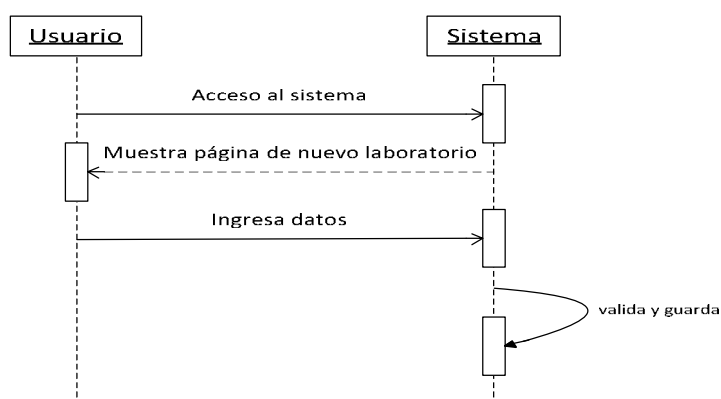 Usuario
Sistema
Acceso al sistema
Muestra página de nuevo laboratorio
Ingresa datos
valida y guarda